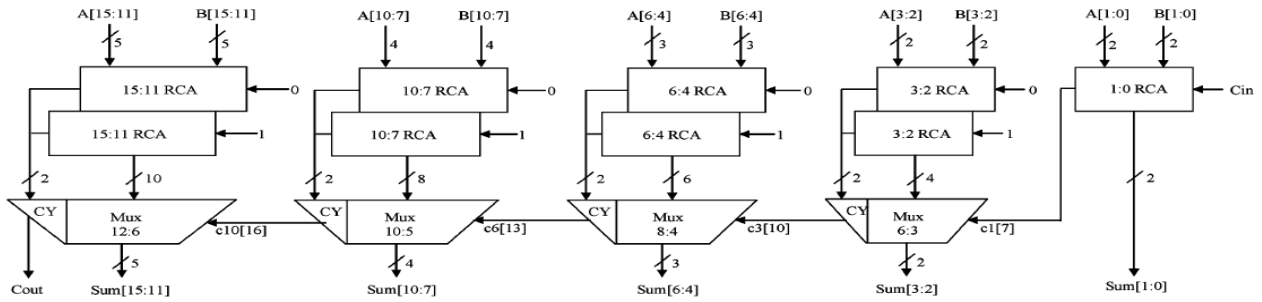 A[15:11] B[15:11] A[10:7] B[10:7] A[6:4] B[6:4] A[3:2] B[3:2] A[1:0] B[1:0]
5 5 4 4 3 3 2 2 2 2
15:11 RCA 0 10:7 RCA 0 6:4 RCA 0 3:2 RCA 0 1:0 RCA Cin
15:11 RCA 1 10:7 RCA 1 6:4 RCA 1 3:2 RCA 1
2 10 2 8 2 6 2 4 2
CY Mux 12:6 c10[16] CY Mux 10:5 c6[13] CY Mux 8:4 c3[10] CY Mux 6:3 c1[7]
5 4 3 2
Cout Sum[15:11] Sum[10:7] Sum[6:4] Sum[3:2] Sum[1:0]